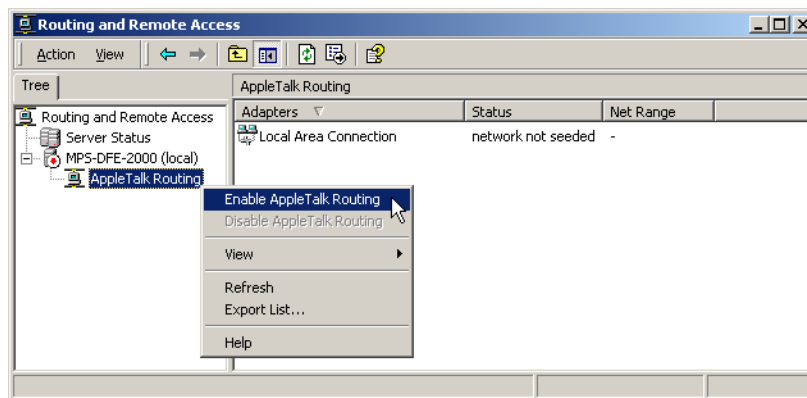 Routing and Remote Access
Action View
Tree
AppleTalk Routing
Adapters Status Net Range
Routing and Remote Access
Server Status
MPS-DFE-2000 (local)
AppleTalk Routing
Local Area Connection network not seeded -
Enable AppleTalk Routing
Disable AppleTalk Routing
View
Refresh
Export List...
Help